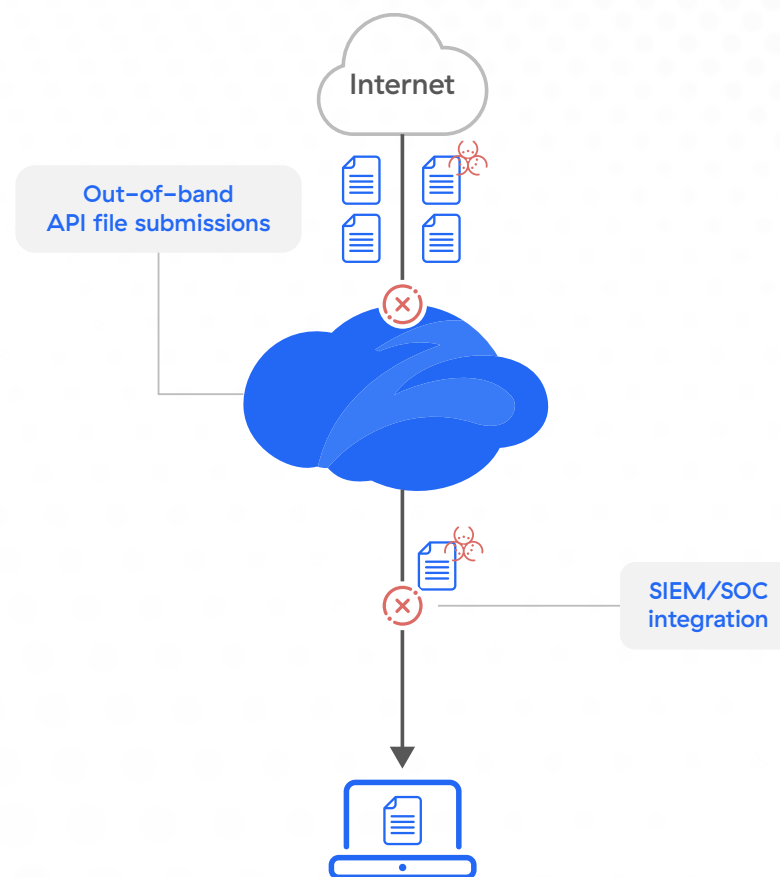 Internet
Out-of-band
API file submissions
SIEM/SOC
integration